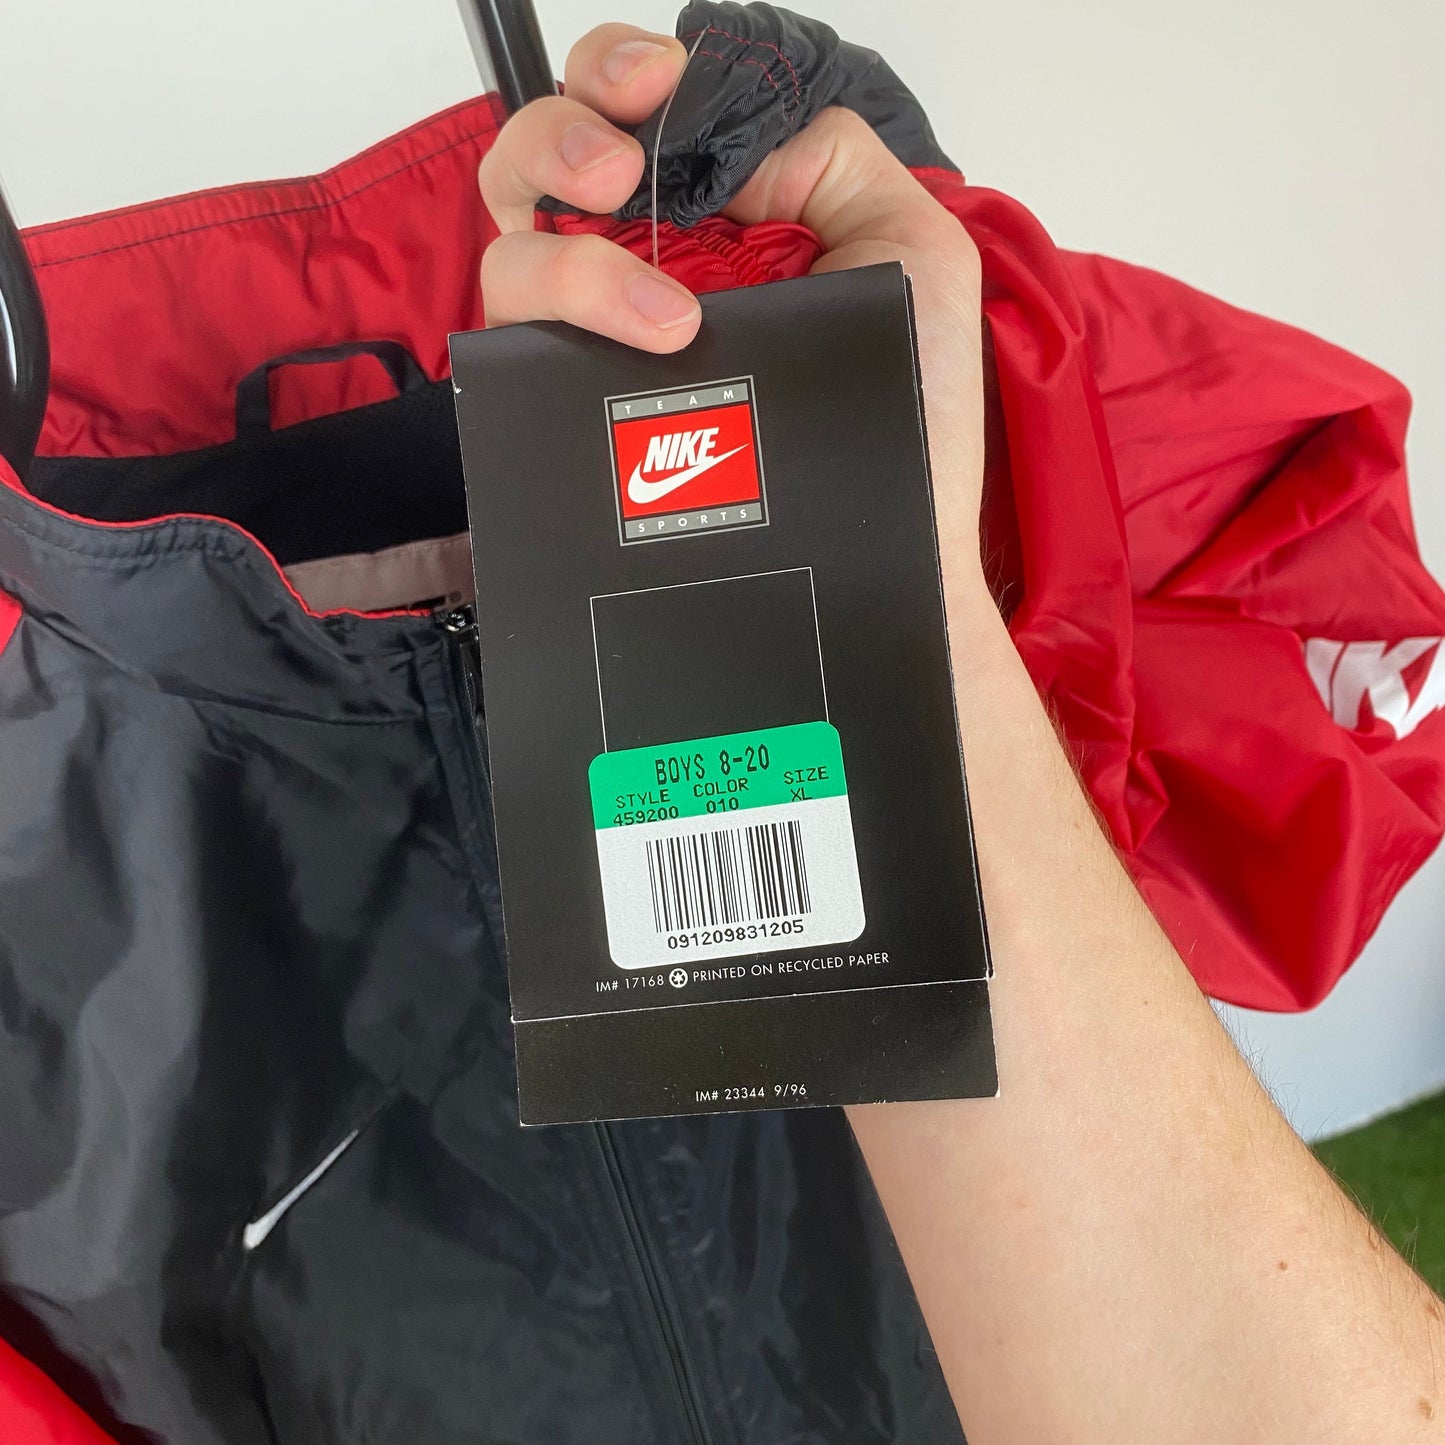 TEAM
NIKE
SPORTS
BOYS 8-20
STYLE COLOR SIZE
459200 010 XL
091209831205
IM# 17168 PRINTED ON RECYCLED PAPER
IM# 23344 9/96
®